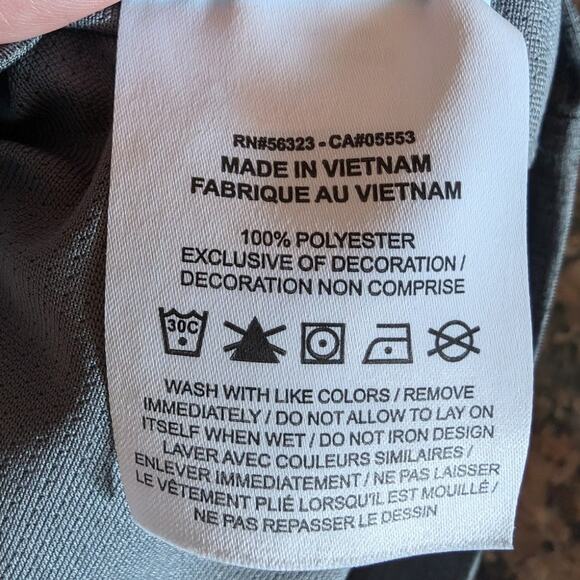 RN#56323 - CA#05553
MADE IN VIETNAM
FABRIQUE AU VIETNAM
100% POLYESTER
EXCLUSIVE OF DECORATION /
DECORATION NON COMPRISE
30C
WASH WITH LIKE COLORS / REMOVE
IMMEDIATELY / DO NOT ALLOW TO LAY ON
ITSELF WHEN WET / DO NOT IRON DESIGN
LAVER AVEC COULEURS SIMILAIRES /
ENLEVER IMMEDIATEMENT / NE PAS LAISSER
LE VÊTEMENT PLIÉ LORSQU'IL EST MOUILLÉ /
NE PAS REPASSER LE DESSIN